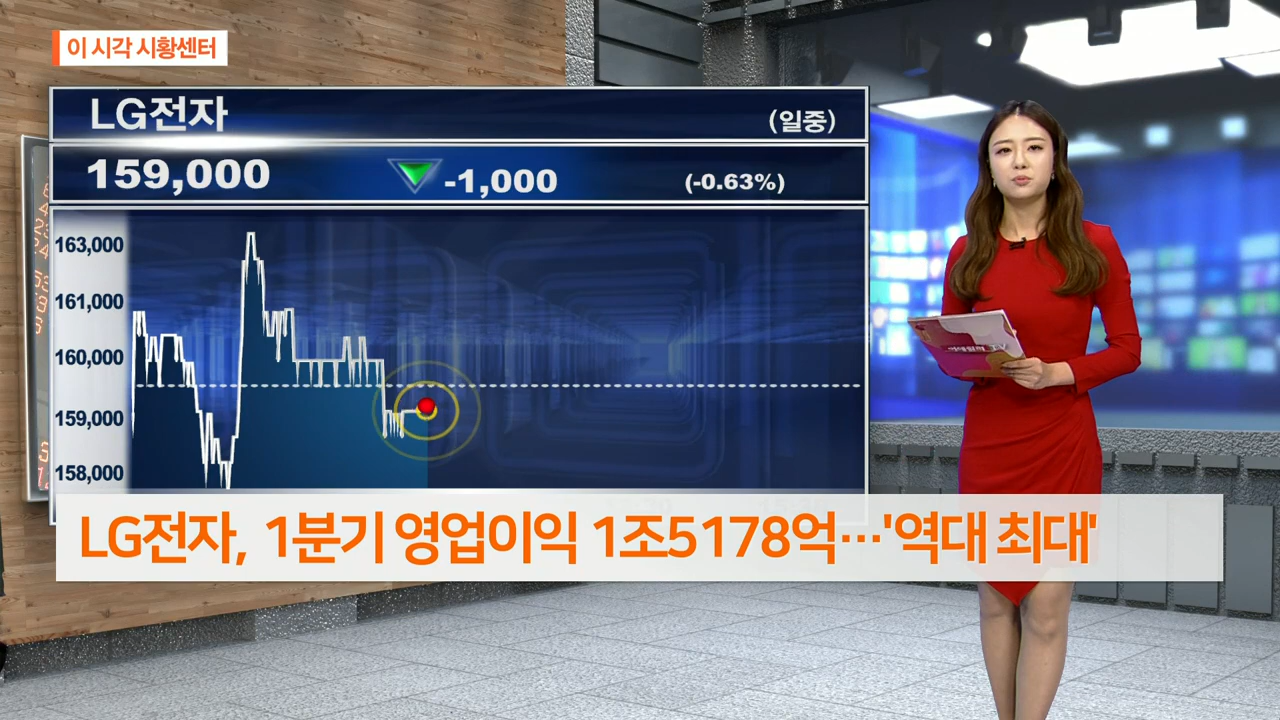 이 시각 시황센터
LG전자 (일중)
159,000 -1,000 (-0.63%)
163,000
161,000
160,000
159,000
158,000
LG전자, 1분기 영업이익 1조5178억…'역대 최대'